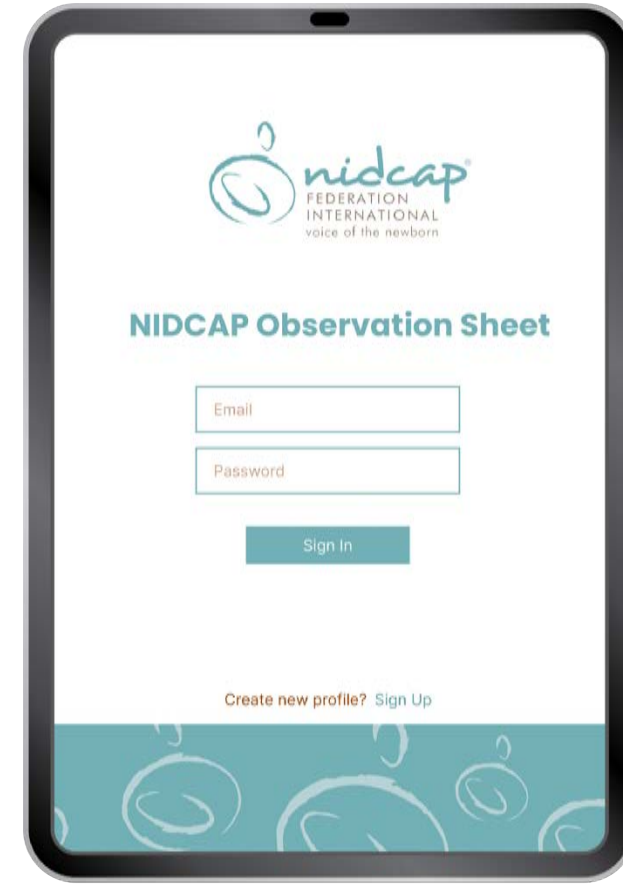 nidcap®
FEDERATION
INTERNATIONAL
voice of the newborn
NIDCAP Observation Sheet
Email
Password
Sign In
Create new profile? Sign Up